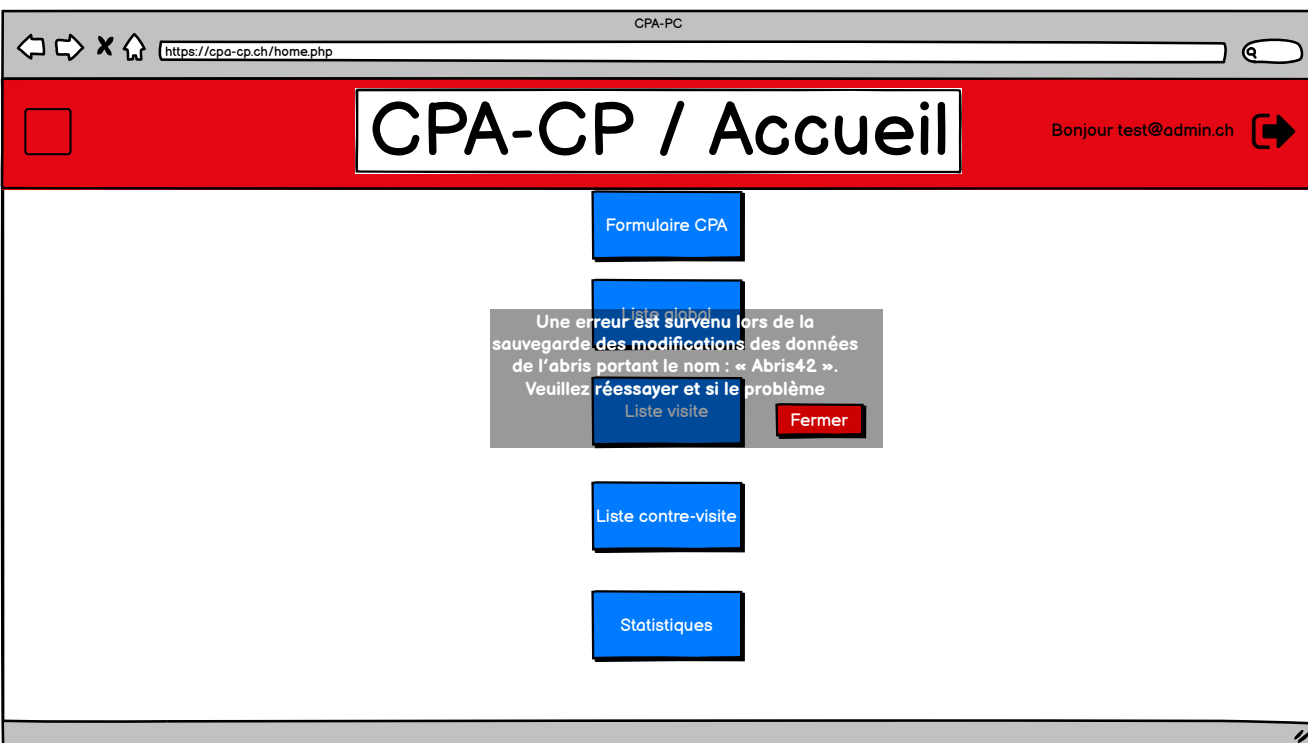 CPA-PC
https://cpa-cp.ch/home.php
CPA-CP / Accueil
Bonjour test@admin.ch
Formulaire CPA
Liste global
Une erreur est survenu lors de la
sauvegarde des modifications des données
de l'abris portant le nom : « Abris42 ».
Veuillez réessayer et si le problème
Liste visite
Fermer
Liste contre-visite
Statistiques